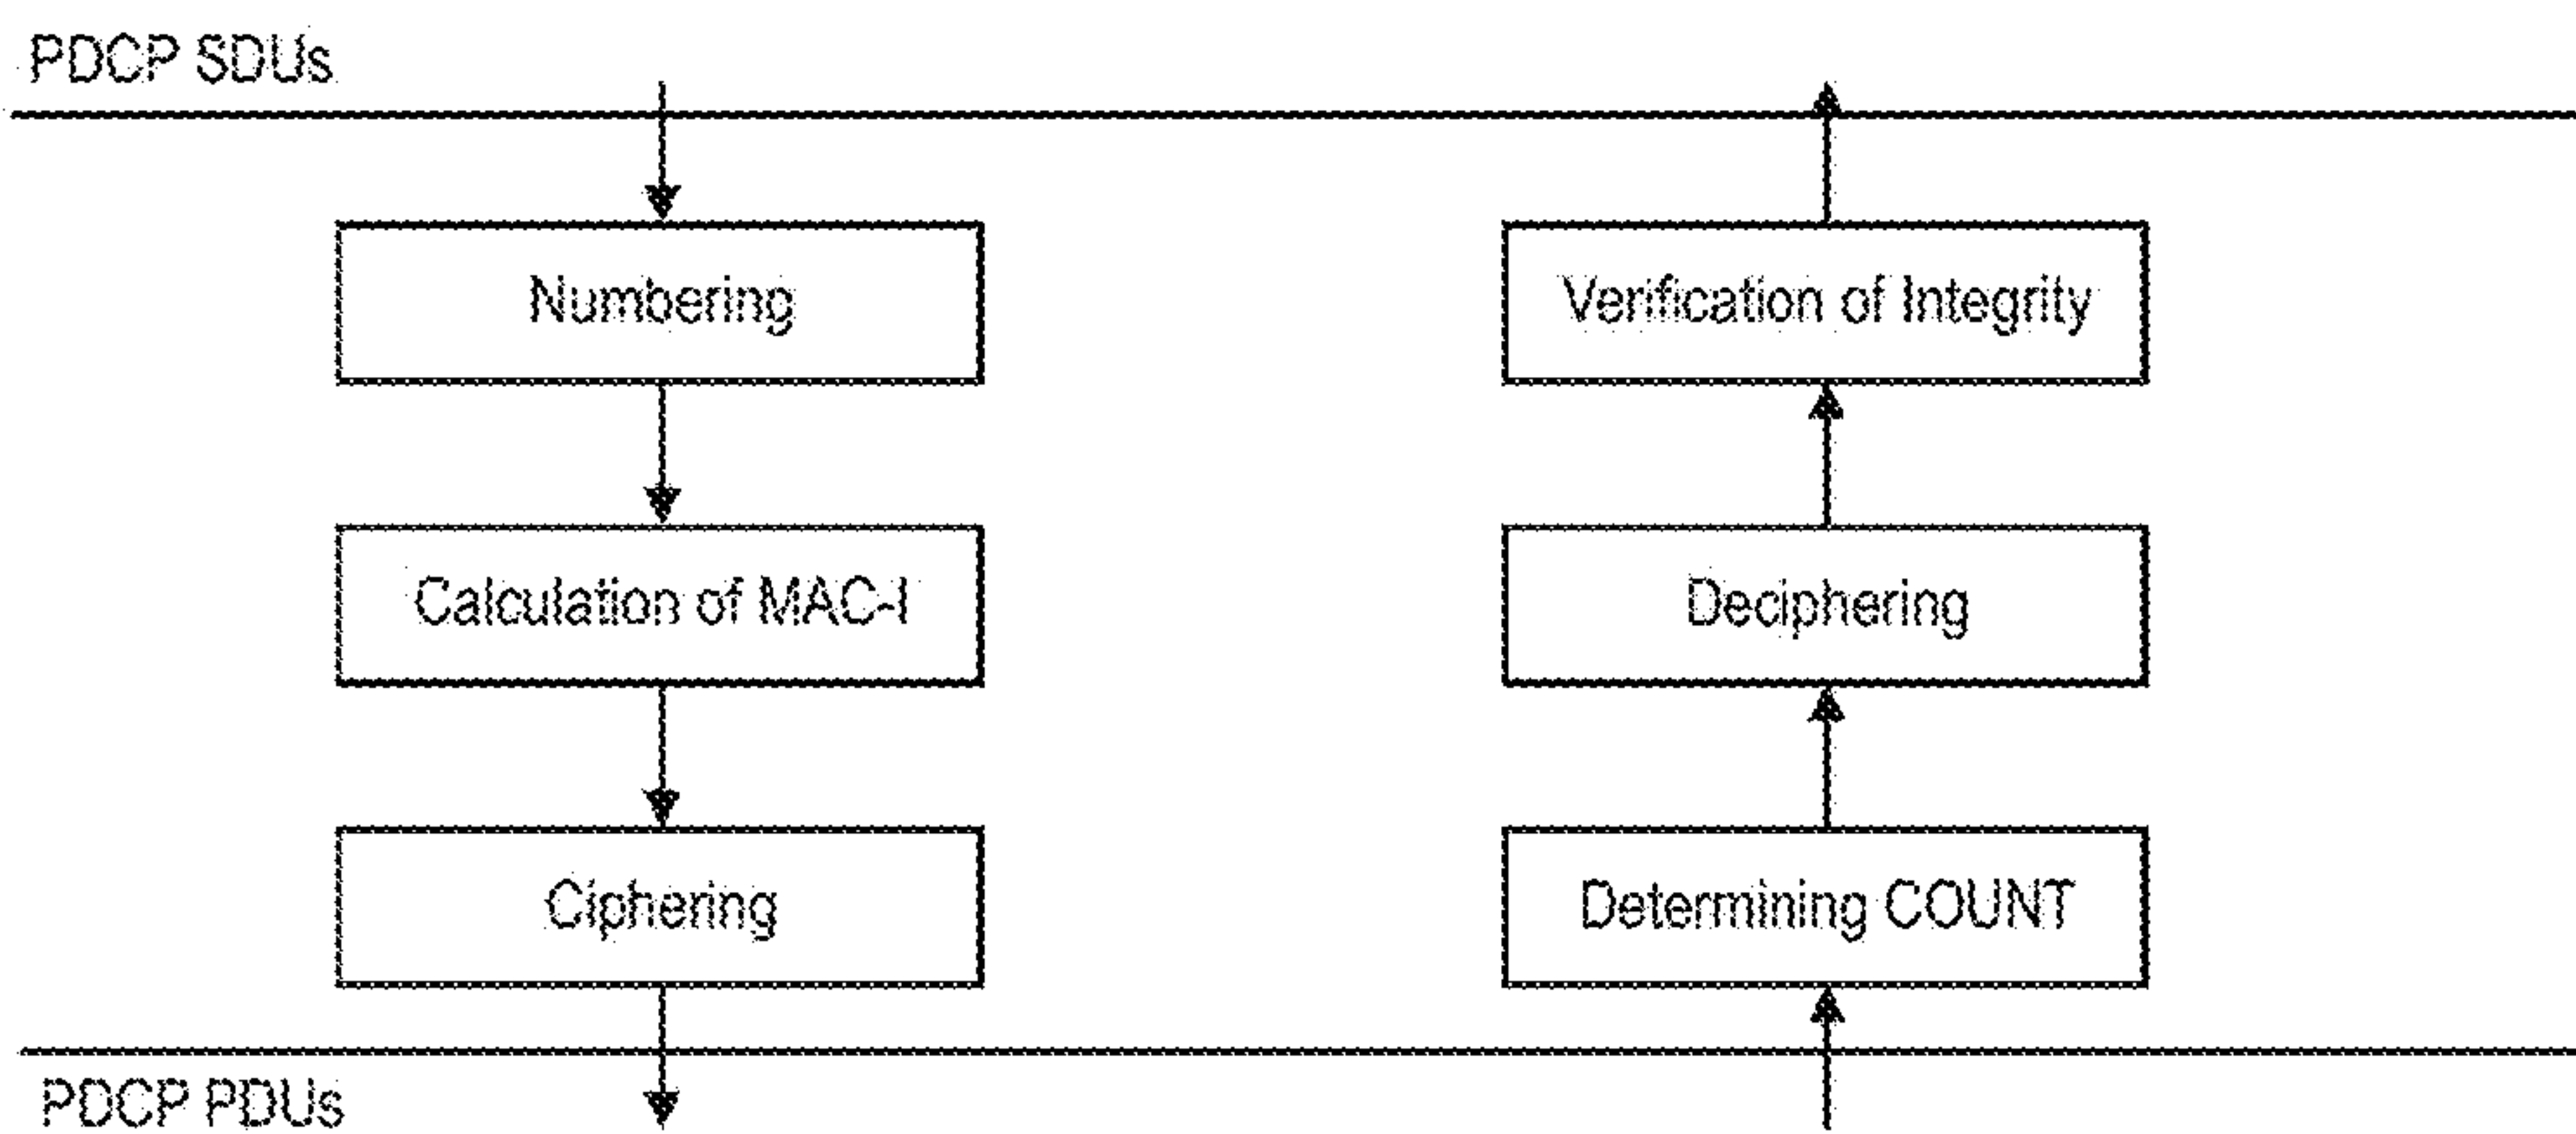 PDCP SDUs
Numbering
Calculation of MAC-I
Ciphering
Verification of Integrity
Deciphering
Determining COUNT
PDCP PDUs